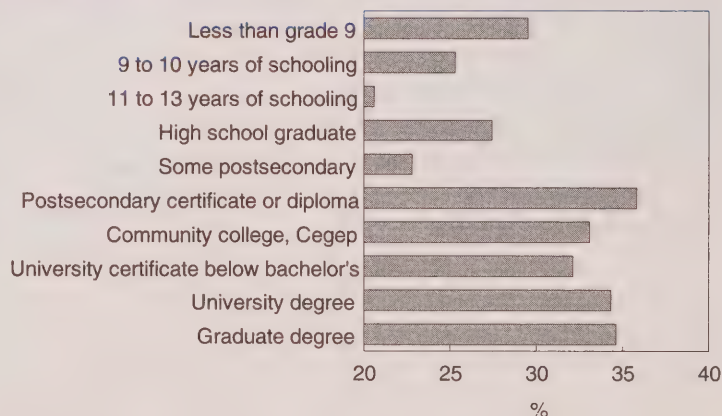 Less than grade 9
9 to 10 years of schooling
11 to 13 years of schooling
High school graduate
Some postsecondary
Postsecondary certificate or diploma
Community college, Cegep
University certificate below bachelor's
University degree
Graduate degree
20 25 30 35 40
%